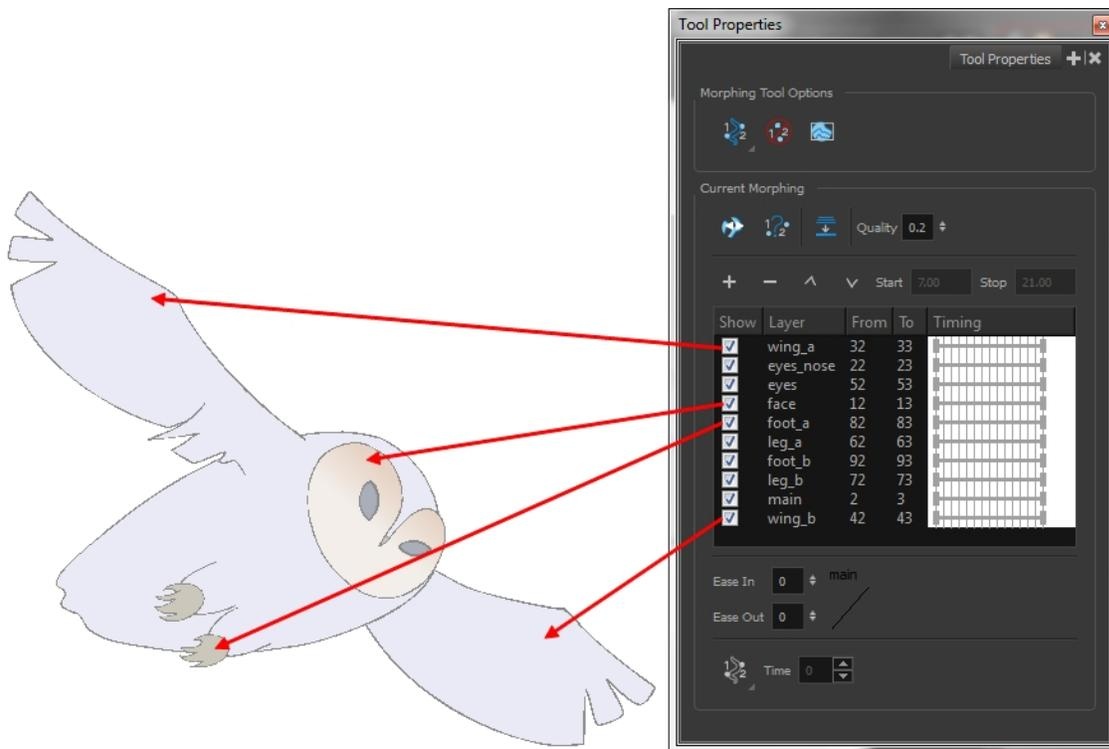 Tool Properties
Tool Properties
Morphing Tool Options
Current Morphing
Quality 0.2
Start 7.00 Stop 21.00
Show Layer From To Timing
wing_a 32 33
eyes_nose 22 23
eyes 52 53
face 12 13
foot_a 82 83
leg_a 62 63
foot_b 92 93
leg_b 72 73
main 2 3
wing_b 42 43
Ease In 0 main
Ease Out 0
Time 0